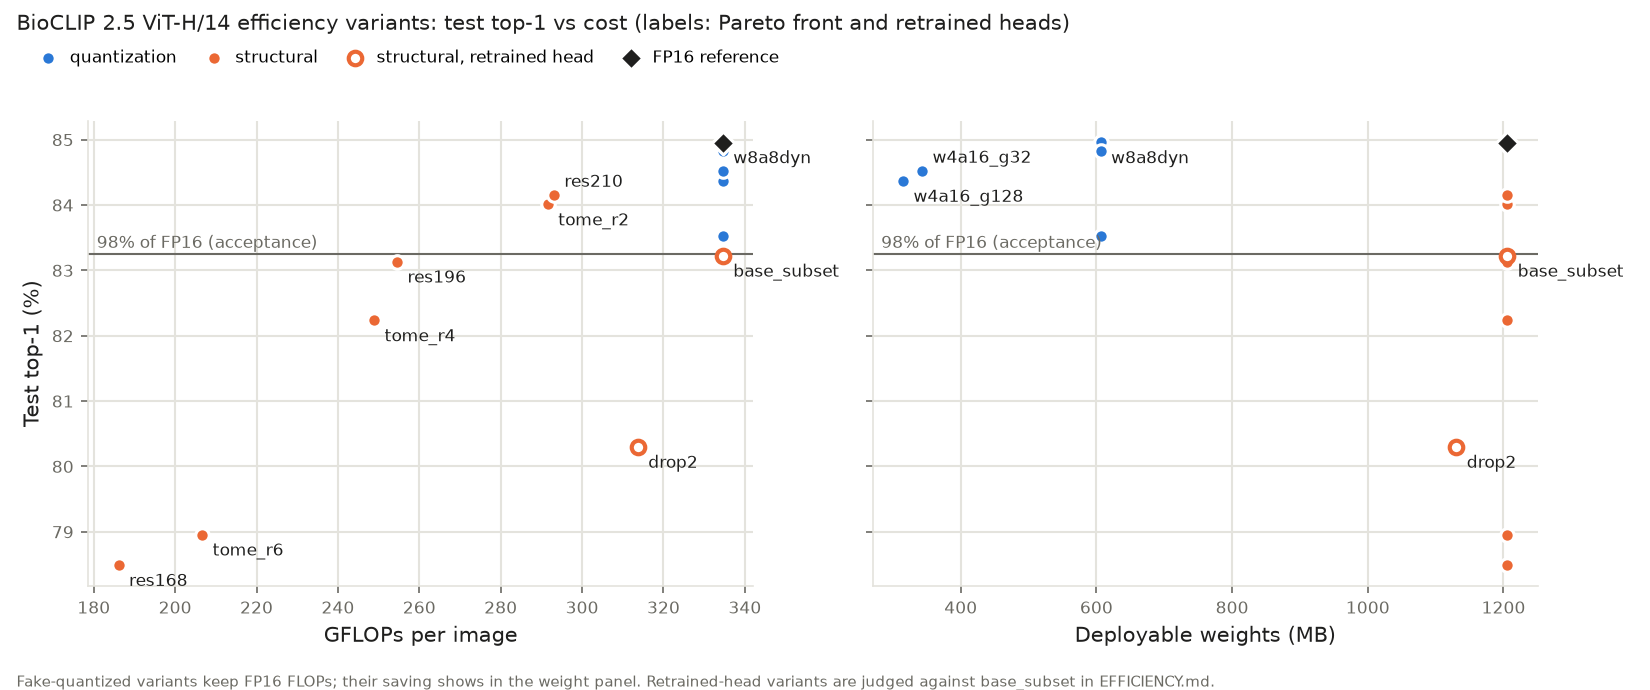 BioCLIP 2.5 ViT-H/14 efficiency variants: test top-1 vs cost (labels: Pareto front and retrained heads)
quantization structural structural, retrained head FP16 reference
Test top-1 (%)
85
84
83
82
81
80
79
98% of FP16 (acceptance)
w8a8dyn
res210
tome_r2
base_subset
res196
tome_r4
drop2
tome_r6
res168
180 200 220 240 260 280 300 320 340
GFLOPs per image
w4a16_g32
w8a8dyn
w4a16_g128
98% of FP16 (acceptance)
base_subset
drop2
400 600 800 1000 1200
Deployable weights (MB)
Fake-quantized variants keep FP16 FLOPs; their saving shows in the weight panel. Retrained-head variants are judged against base_subset in EFFICIENCY.md.